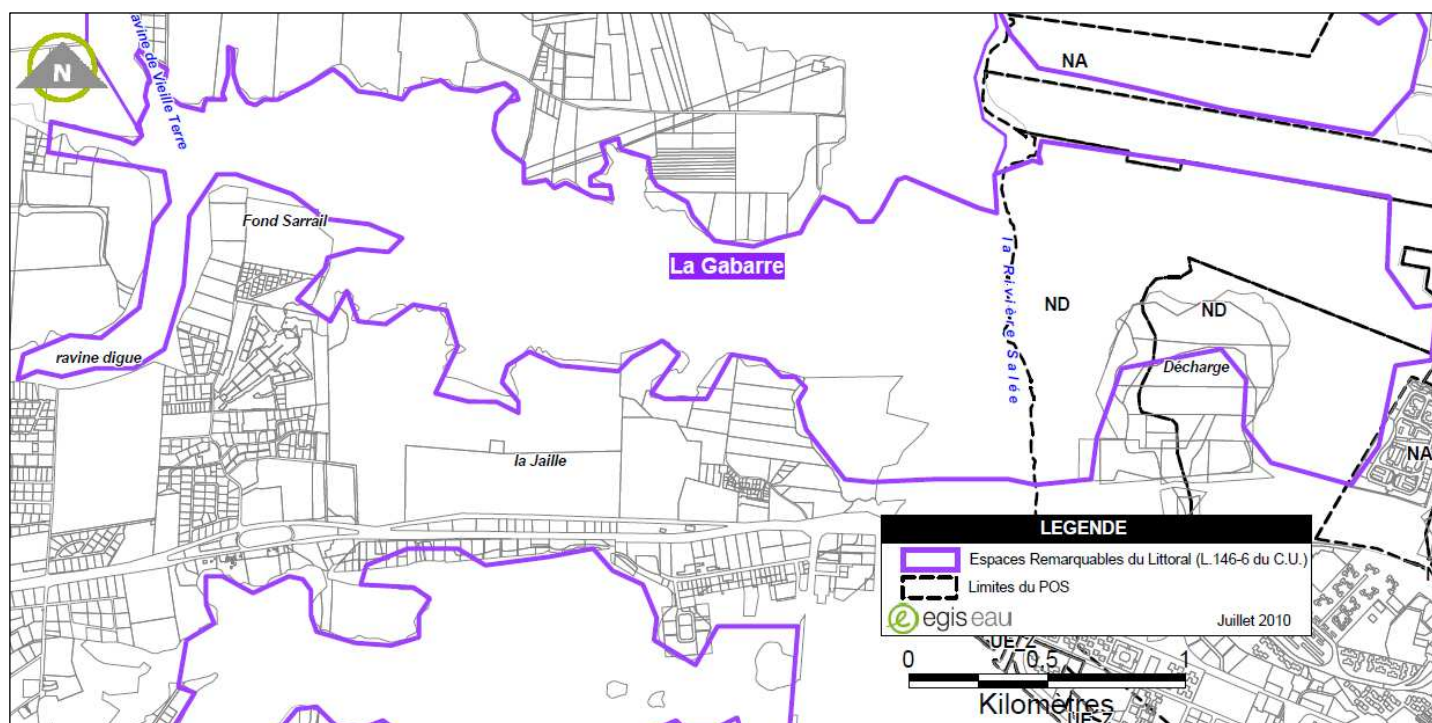 N
avine de Vieille Terre
NA
Fond Sarrail
La Gabarre
la Rivière Salée
ND
ND
ravine digue
Décharge
NA
la Jaille
LEGENDE
Espaces Remarquables du Littoral (L.146-6 du C.U.)
Limites du POS
egis eau
Juillet 2010
UE_Z
0 0,5 1
Kilomètres
UE_Z